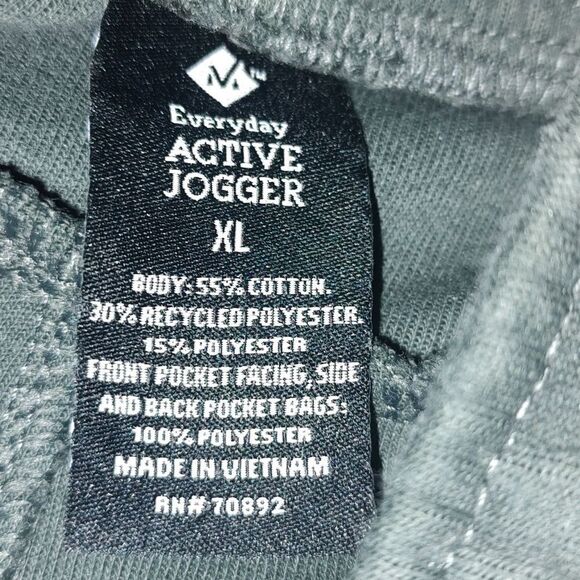 M™
Everyday
ACTIVE
JOGGER
XL
BODY: 55% COTTON.
30% RECYCLED POLYESTER.
15% POLYESTER
FRONT POCKET FACING, SIDE
AND BACK POCKET BAGS:
100% POLYESTER
MADE IN VIETNAM
RN# 70892